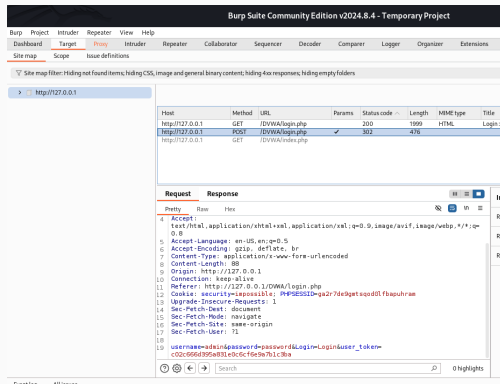 Burp Suite Community Edition v2024.8.4 - Temporary Project
Burp Project Intruder Repeater View Help
Dashboard Target Proxy Intruder Repeater Collaborator Sequencer Decoder Comparer Logger Organizer Extensions
Site map Scope Issue definitions
Site map filter: Hiding not found items; hiding CSS, image and general binary content; hiding 4xx responses; hiding empty folders
http://127.0.0.1
Host Method URL Params Status code Length MIME type Title
http://127.0.0.1 GET /DVWA/login.php 200 1999 HTML Login
http://127.0.0.1 POST /DVWA/login.php ✓ 302 476
http://127.0.0.1 GET /DVWA/index.php
Request Response
Pretty Raw Hex
4 Accept:
text/html,application/xhtml+xml,application/xml;q=0.9,image/avif,image/webp,*/*;q=
0.8
5 Accept-Language: en-US,en;q=0.5
6 Accept-Encoding: gzip, deflate, br
7 Content-Type: application/x-www-form-urlencoded
8 Content-Length: 88
9 Origin: http://127.0.0.1
10 Connection: keep-alive
11 Referer: http://127.0.0.1/DVWA/login.php
12 Cookie: security=impossible; PHPSESSID=ga2r7de9gmtsqod0lfbapuhram
13 Upgrade-Insecure-Requests: 1
14 Sec-Fetch-Dest: document
15 Sec-Fetch-Mode: navigate
16 Sec-Fetch-Site: same-origin
17 Sec-Fetch-User: ?1
18
19 username=admin&password=password&Login=Login&user_token=
c02c666d395a831e0c6cf6e9a7b1c3ba
Search 0 highlights